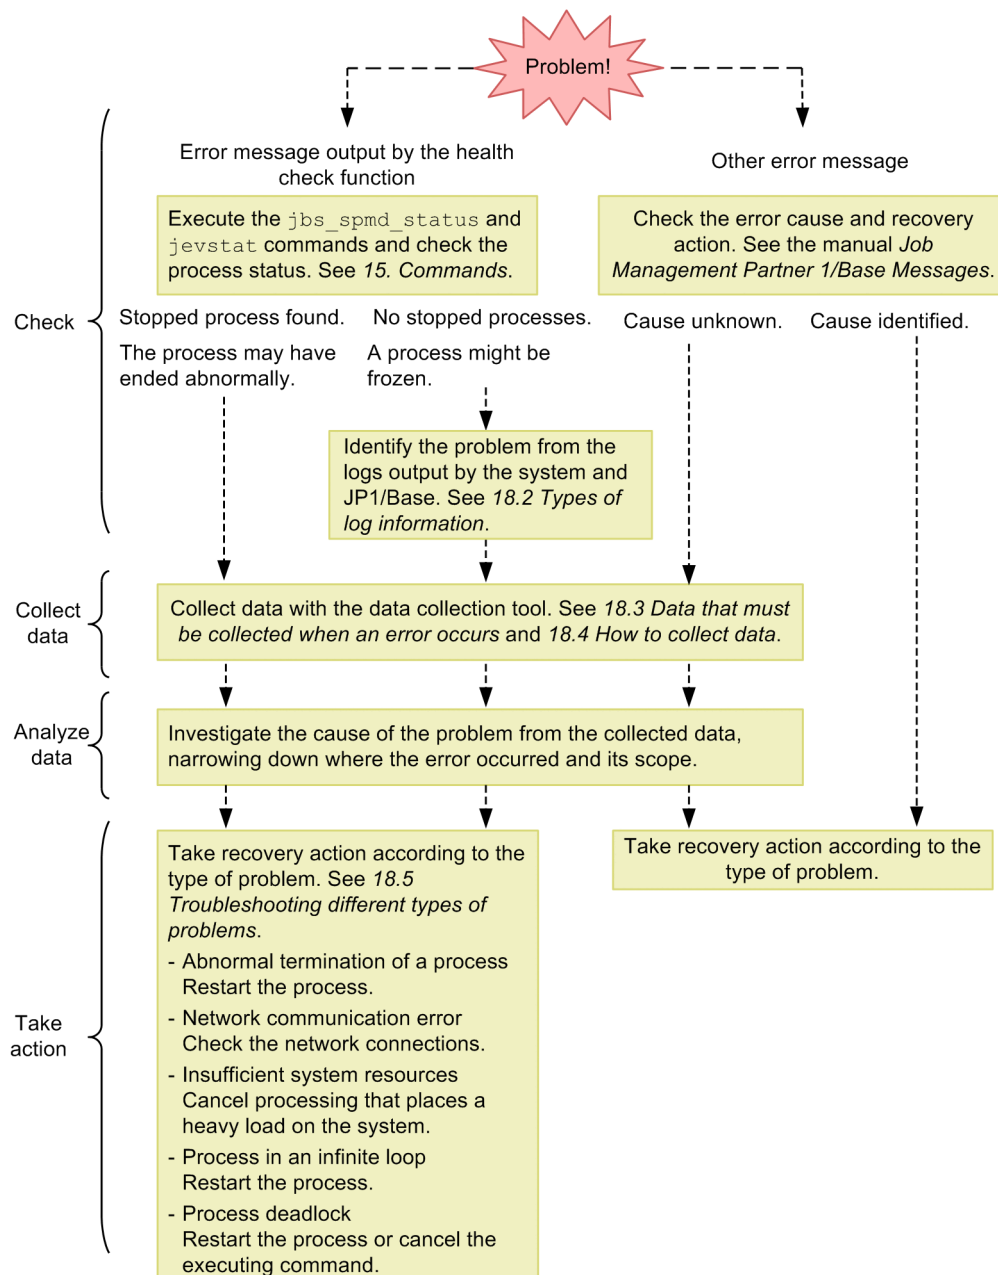 Problem!
Error message output by the health
check function
Other error message
Execute the jbs_spmd_status and
jevstat commands and check the
process status. See 15. Commands.
Check the error cause and recovery
action. See the manual Job
Management Partner 1/Base Messages.
Check
Stopped process found.
The process may have
ended abnormally.
No stopped processes.
A process might be
frozen.
Cause unknown.
Cause identified.
Identify the problem from the
logs output by the system and
JP1/Base. See 18.2 Types of
log information.
Collect
data
Collect data with the data collection tool. See 18.3 Data that must
be collected when an error occurs and 18.4 How to collect data.
Analyze
data
Investigate the cause of the problem from the collected data,
narrowing down where the error occurred and its scope.
Take
action
Take recovery action according to the
type of problem. See 18.5
Troubleshooting different types of
problems.
- Abnormal termination of a process
Restart the process.
- Network communication error
Check the network connections.
- Insufficient system resources
Cancel processing that places a
heavy load on the system.
- Process in an infinite loop
Restart the process.
- Process deadlock
Restart the process or cancel the
executing command.
Take recovery action according to the
type of problem.